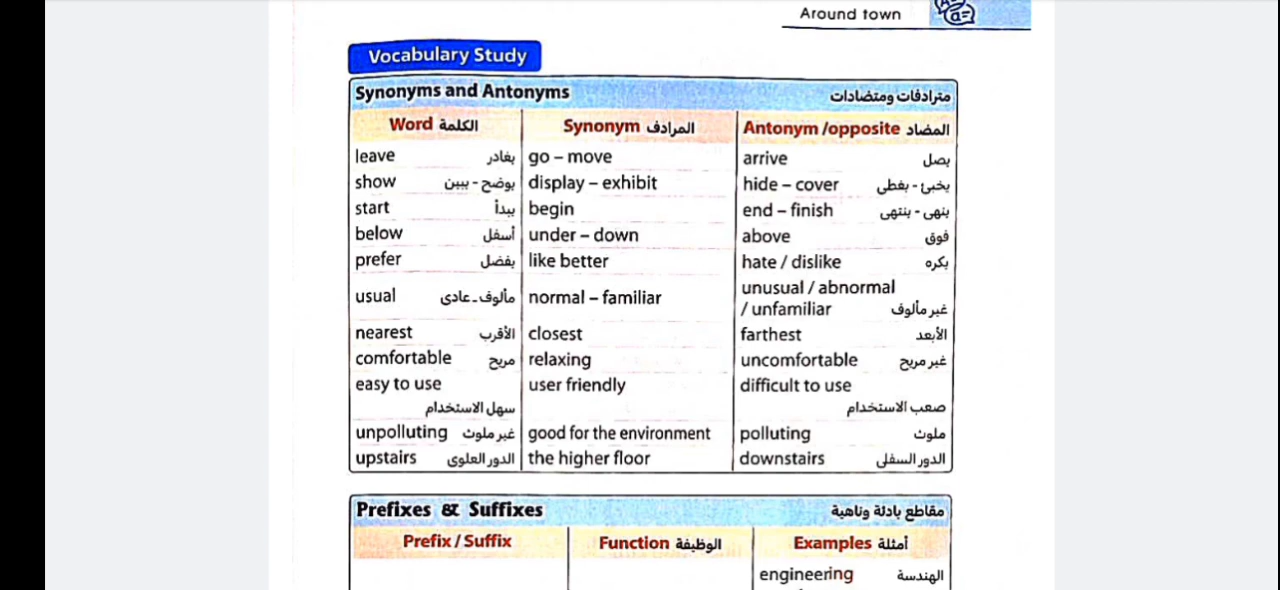 Around town
Vocabulary Study
Synonyms and Antonyms مترادفات ومتضادات
Word الكلمة Synonym المرادف Antonym /opposite المضاد
leave يغادر go – move arrive يصل
show يوضح - يبين display – exhibit hide – cover يخبئ - يغطى
start يبدأ begin end – finish ينهى - ينتهى
below أسفل under – down above فوق
prefer يفضل like better hate / dislike يكره
usual مألوف - عادى normal – familiar unusual / abnormal
/ unfamiliar غير مألوف
nearest الأقرب closest farthest الأبعد
comfortable مريح relaxing uncomfortable غير مريح
easy to use user friendly difficult to use
سهل الاستخدام صعب الاستخدام
unpolluting غير ملوث good for the environment polluting ملوث
upstairs الدور العلوى the higher floor downstairs الدور السفلى
Prefixes & Suffixes مقاطع بادئة وناهية
Prefix / Suffix Function الوظيفة Examples أمثلة
engineering الهندسة